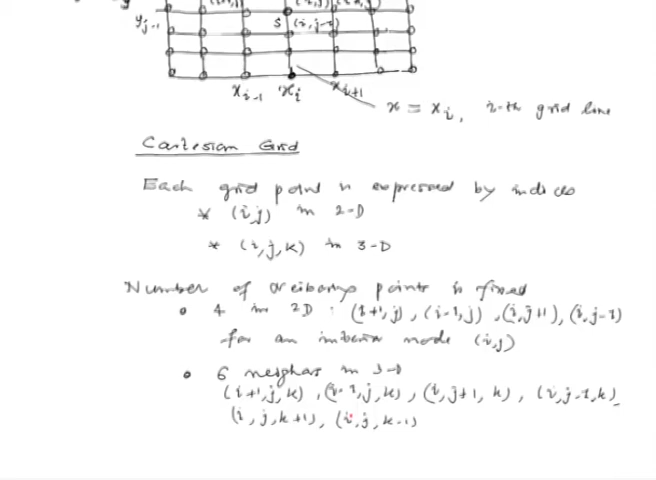 y_{j-1} S (i,j-1)
x_{i-1} x_i x_{i+1}
x = x_i, i-th grid line
Cartesian Grid
Each grid point is expressed by indices
* (i,j) in 2-D
* (i,j,k) in 3-D
Number of neiboring points is fixed
o 4 in 2D : (i+1,j), (i-1,j), (i,j+1), (i,j-1)
for an interior node (i,j)
o 6 neighbors in 3-D
(i+1,j,k), (i-1,j,k), (i,j+1,k), (i,j-1,k)
(i,j,k+1), (i,j,k-1)